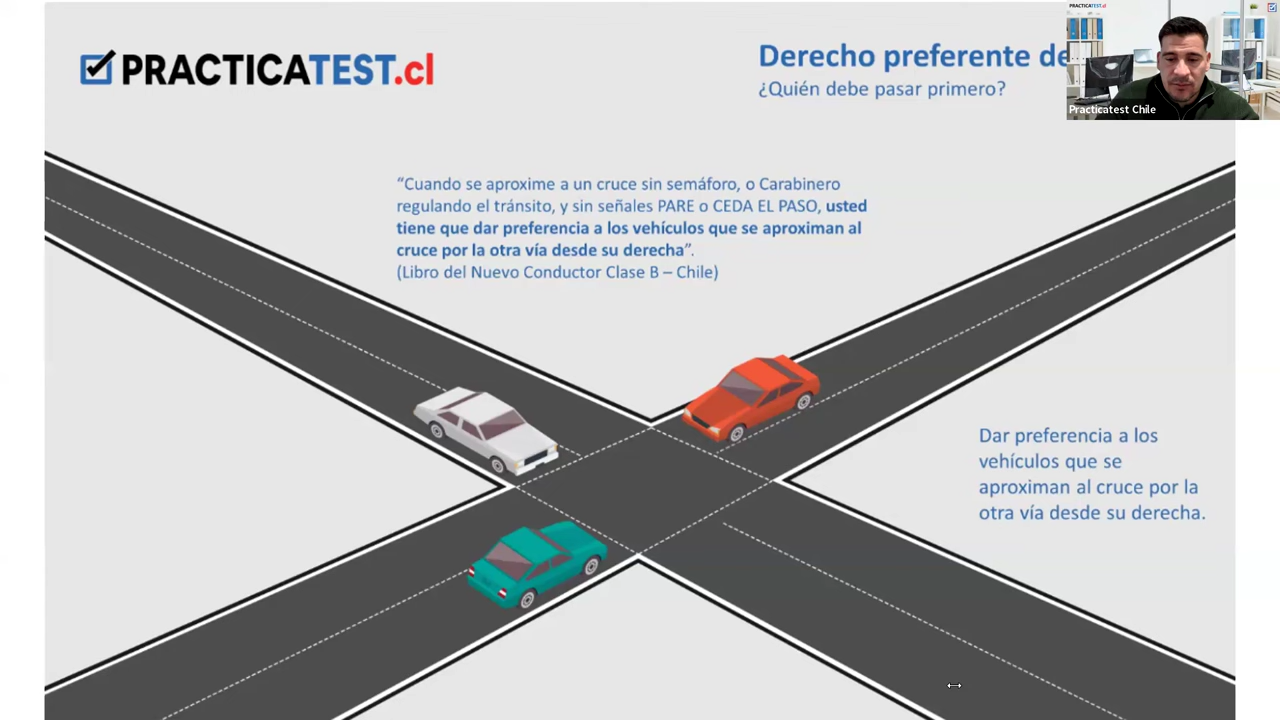 PRACTICATEST.cl
Derecho preferente de
¿Quién debe pasar primero?
PRACTICATEST.cl
Practicatest Chile
“Cuando se aproxime a un cruce sin semáforo, o Carabinero
regulando el tránsito, y sin señales PARE o CEDA EL PASO, usted
tiene que dar preferencia a los vehículos que se aproximan al
cruce por la otra vía desde su derecha”.
(Libro del Nuevo Conductor Clase B – Chile)
Dar preferencia a los
vehículos que se
aproximan al cruce por la
otra vía desde su derecha.